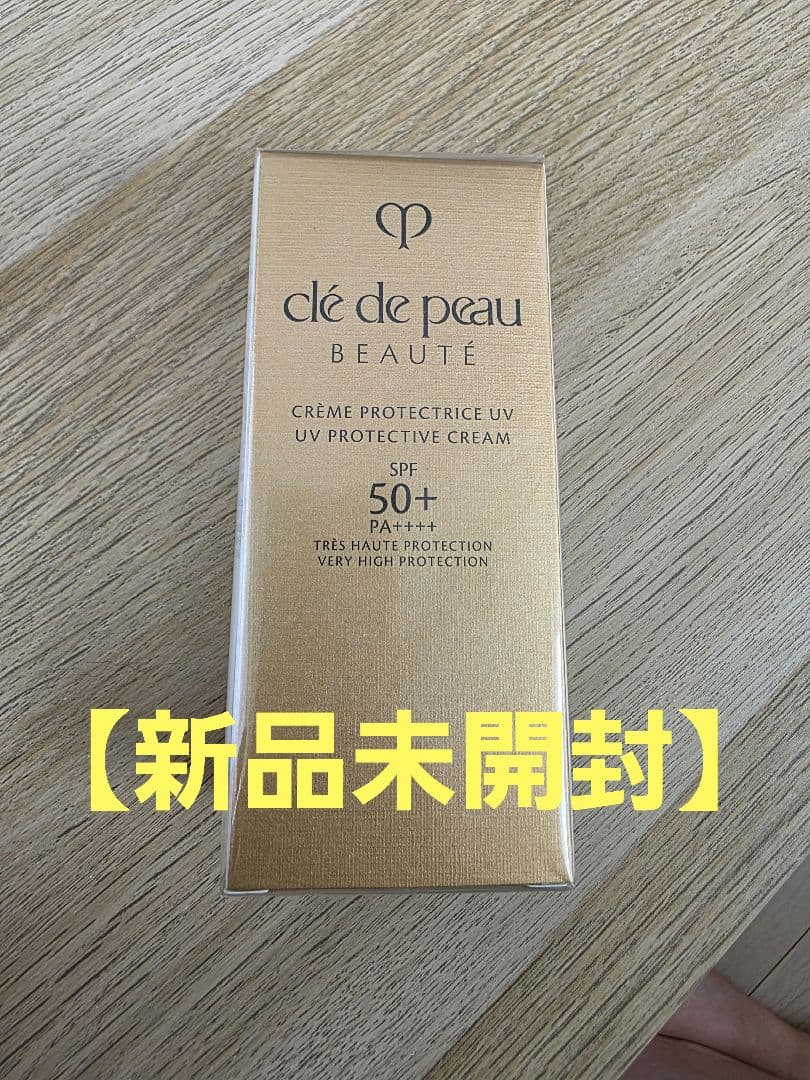 clé de peau
BEAUTÉ
CRÈME PROTECTRICE UV
UV PROTECTIVE CREAM
SPF
50+
PA++++
TRÈS HAUTE PROTECTION
VERY HIGH PROTECTION
【新品未開封】